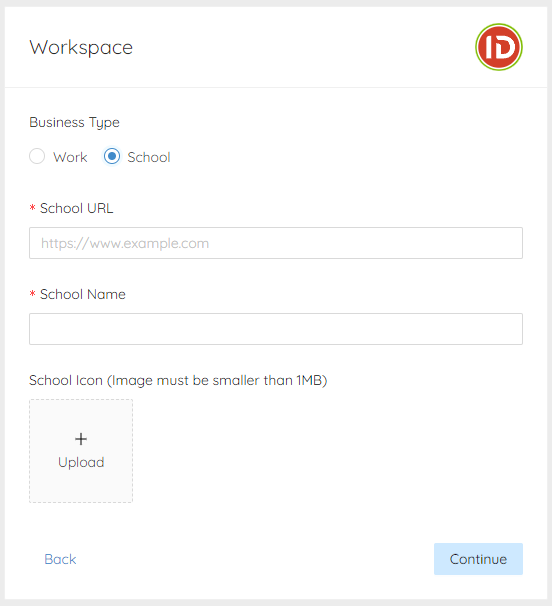 Workspace
ID
Business Type
Work School
* School URL
https://www.example.com
* School Name
School Icon (Image must be smaller than 1MB)
+
Upload
Back Continue